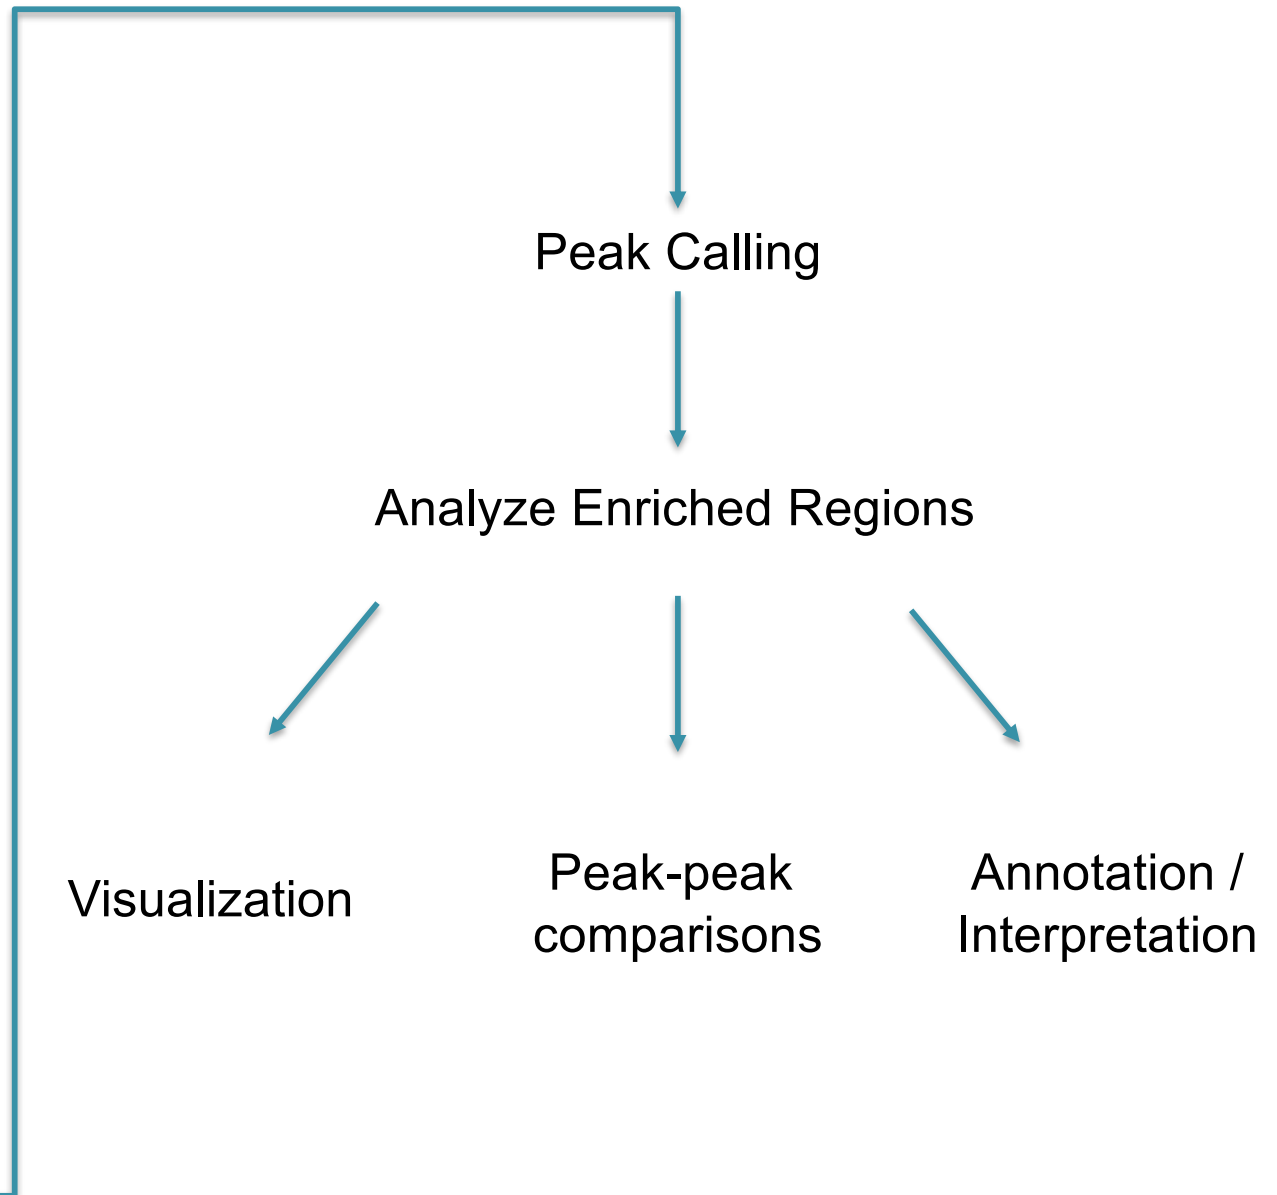 Peak Calling
Analyze Enriched Regions
Visualization
Peak-peak
comparisons
Annotation /
Interpretation